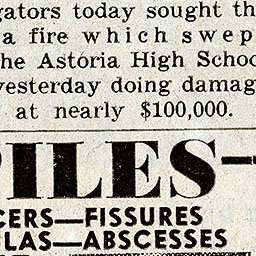 gators today sought th
a fire which swep
he Astoria High Schoo
yesterday doing damag
at nearly $100,000.
PILES—
CERS—FISSURES
LAS—ABSCESSES